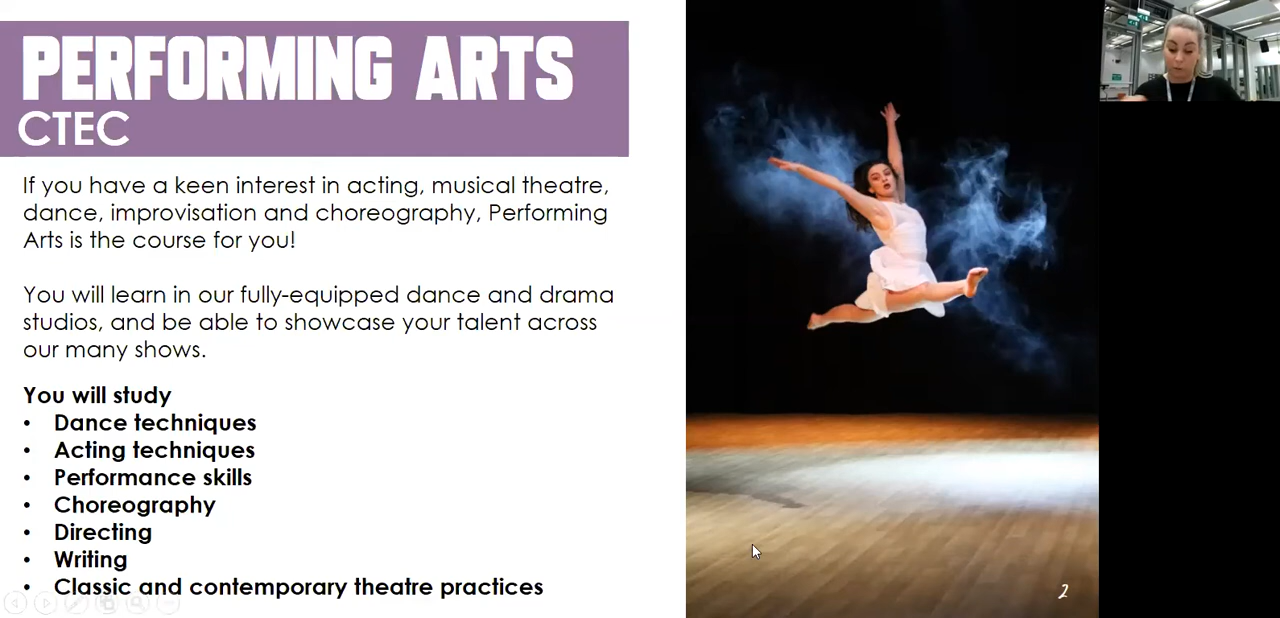 PERFORMING ARTS
CTEC
If you have a keen interest in acting, musical theatre,
dance, improvisation and choreography, Performing
Arts is the course for you!
You will learn in our fully-equipped dance and drama
studios, and be able to showcase your talent across
our many shows.
You will study
• Dance techniques
• Acting techniques
• Performance skills
• Choreography
• Directing
• Writing
• Classic and contemporary theatre practices
2